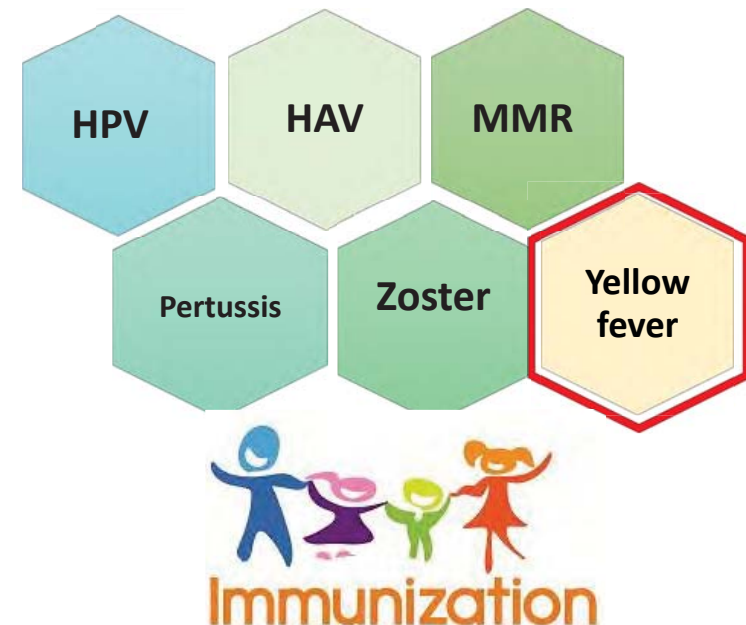 HPV
HAV
MMR
Pertussis
Zoster
Yellow
fever
Immunization